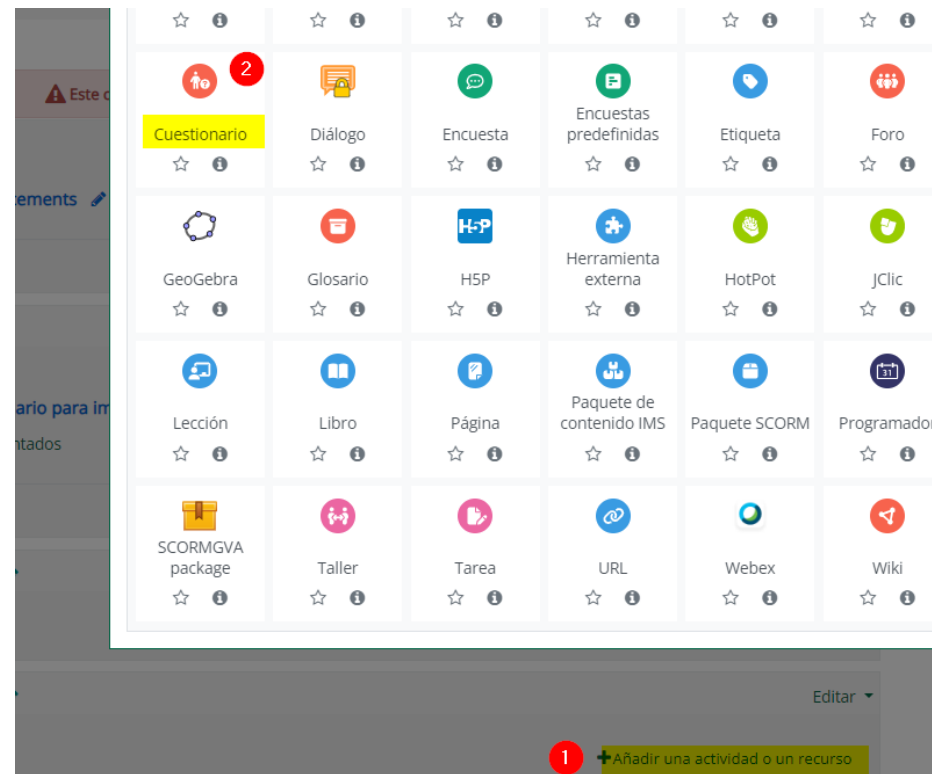 2
Este c
Cuestionario
Diálogo
Encuesta
Encuestas
predefinidas
Etiqueta
Foro
ements
GeoGebra
Glosario
H5P
H5P
Herramienta
externa
HotPot
JClic
ario para im
ntados
Lección
Libro
Página
Paquete de
contenido IMS
Paquete SCORM
31
Programador
SCORMGVA
package
Taller
Tarea
URL
Webex
Wiki
Editar
1
+Añadir una actividad o un recurso